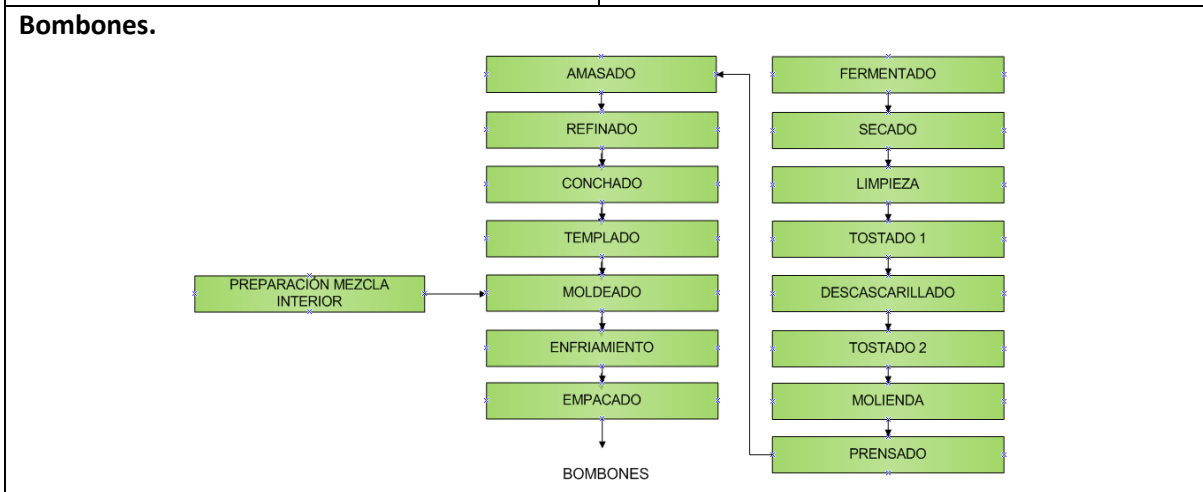 Bombones.
FERMENTADO
SECADO
LIMPIEZA
TOSTADO 1
DESCASCARILLADO
TOSTADO 2
MOLIENDA
PRENSADO
AMASADO
REFINADO
CONCHADO
TEMPLADO
PREPARACIÓN MEZCLA
INTERIOR
MOLDEADO
ENFRIAMIENTO
EMPACADO
BOMBONES